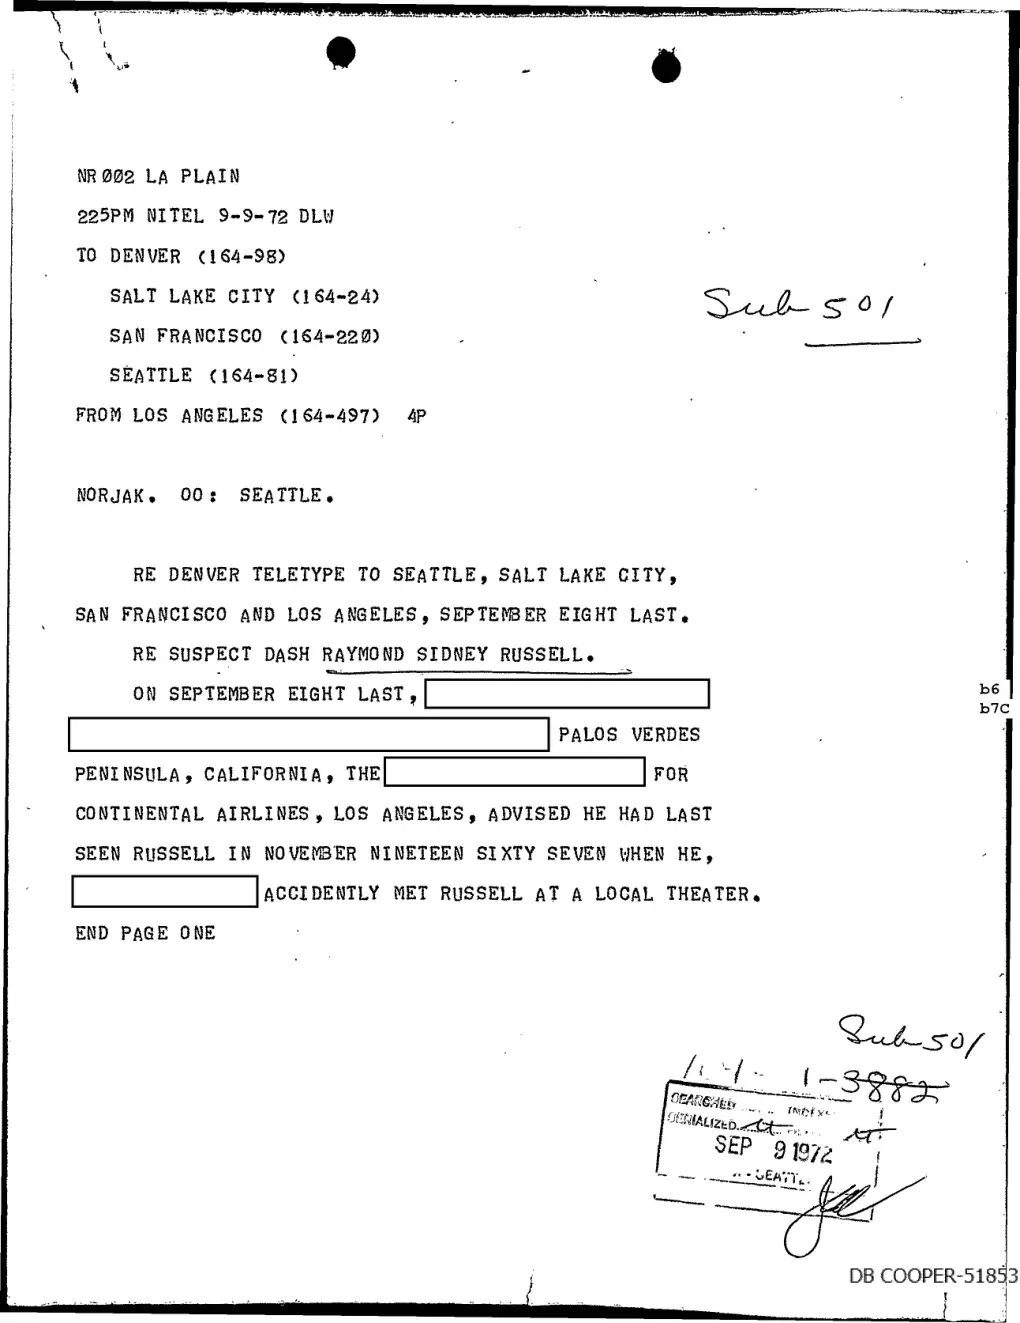 NR 002 LA PLAIN
225PM NITEL 9-9-72 DLW
TO DENVER (164-98)
SALT LAKE CITY (164-24)
Sub 501
SAN FRANCISCO (164-220)
SEATTLE (164-81)
FROM LOS ANGELES (164-497) 4P
NORJAK. OO: SEATTLE.
RE DENVER TELETYPE TO SEATTLE, SALT LAKE CITY,
SAN FRANCISCO AND LOS ANGELES, SEPTEMBER EIGHT LAST.
RE SUSPECT DASH RAYMOND SIDNEY RUSSELL.
ON SEPTEMBER EIGHT LAST,
b6
b7C
PALOS VERDES
PENINSULA, CALIFORNIA, THE FOR
CONTINENTAL AIRLINES, LOS ANGELES, ADVISED HE HAD LAST
SEEN RUSSELL IN NOVEMBER NINETEEN SIXTY SEVEN WHEN HE,
ACCIDENTLY MET RUSSELL AT A LOCAL THEATER.
END PAGE ONE
Sub 501
1-3882
SEARCHED
SERIALIZED
SEP 9 1972
DB COOPER-51853